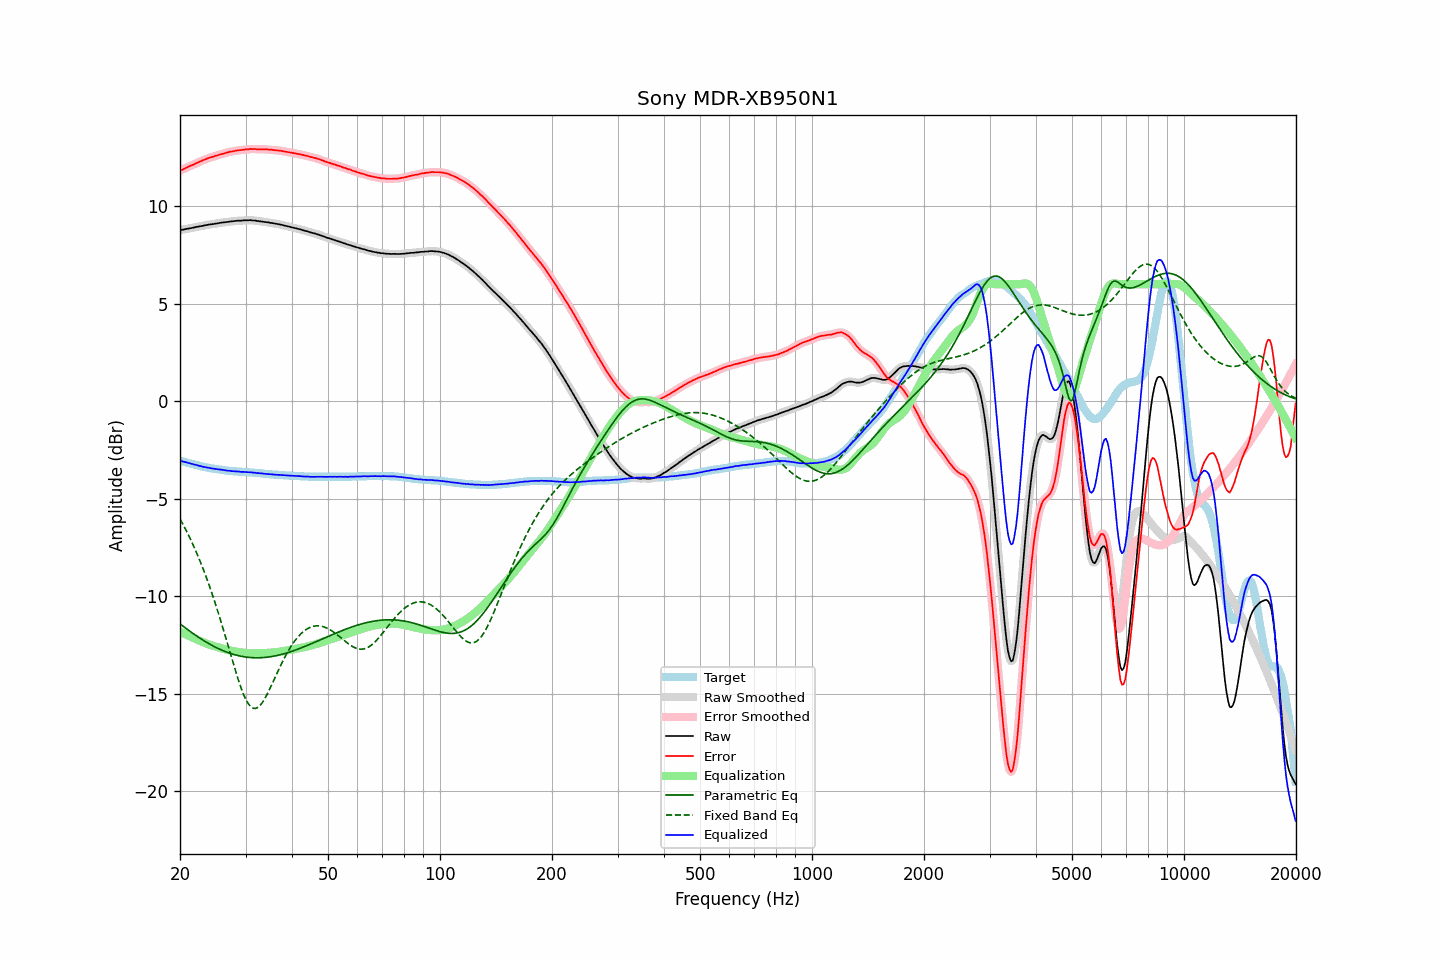 Sony MDR-XB950N1
Amplitude (dBr)
10
5
0
−5
−10
−15
−20
Target
Raw Smoothed
Error Smoothed
Raw
Error
Equalization
Parametric Eq
Fixed Band Eq
Equalized
20 50 100 200 500 1000 2000 5000 10000 20000
Frequency (Hz)